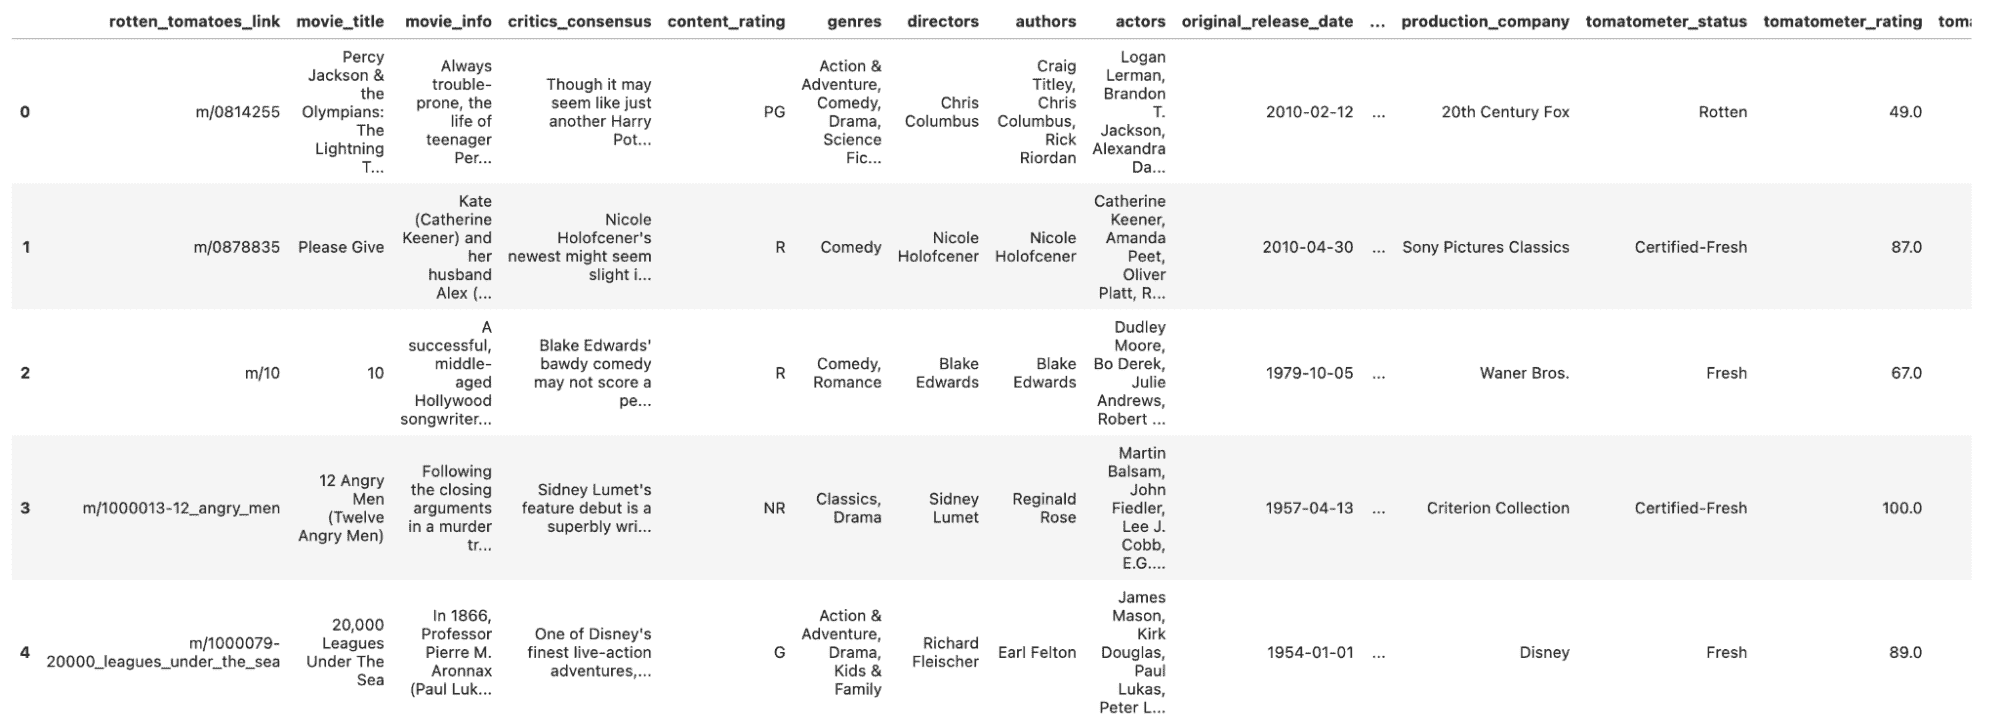 rotten_tomatoes_link movie_title movie_info critics_consensus content_rating genres directors authors actors original_release_date ... production_company tomatometer_status tomatometer_rating toma
0 m/0814255
Percy
Jackson &
the
Olympians:
The
Lightning
T...
Always
trouble-
prone, the
life of
teenager
Per...
Though it may
seem like just
another Harry
Pot...
PG
Action &
Adventure,
Comedy,
Drama,
Science
Fic...
Chris
Columbus
Craig
Titley,
Chris
Columbus,
Rick
Riordan
Logan
Lerman,
Brandon
T.
Jackson,
Alexandra
Da...
2010-02-12 ... 20th Century Fox Rotten 49.0
1 m/0878835 Please Give
Kate
(Catherine
Keener) and
her
husband
Alex (...
Nicole
Holofcener's
newest might seem
slight i...
R Comedy
Nicole
Holofcener
Nicole
Holofcener
Catherine
Keener,
Amanda
Peet,
Oliver
Platt, R...
2010-04-30 ... Sony Pictures Classics Certified-Fresh 87.0
2 m/10 10
A
successful,
middle-
aged
Hollywood
songwriter...
Blake Edwards'
bawdy comedy
may not score a
pe...
R
Comedy,
Romance
Blake
Edwards
Blake
Edwards
Dudley
Moore,
Bo Derek,
Julie
Andrews,
Robert ...
1979-10-05 ... Waner Bros. Fresh 67.0
3 m/1000013-12_angry_men
12 Angry
Men
(Twelve
Angry Men)
Following
the closing
arguments
in a murder
tr...
Sidney Lumet's
feature debut is a
superbly wri...
NR
Classics,
Drama
Sidney
Lumet
Reginald
Rose
Martin
Balsam,
John
Fiedler,
Lee J.
Cobb,
E.G....
1957-04-13 ... Criterion Collection Certified-Fresh 100.0
4
m/1000079-
20000_leagues_under_the_sea
20,000
Leagues
Under The
Sea
In 1866,
Professor
Pierre M.
Aronnax
(Paul Luk...
One of Disney's
finest live-action
adventures,...
G
Action &
Adventure,
Drama,
Kids &
Family
Richard
Fleischer
Earl Felton
James
Mason,
Kirk
Douglas,
Paul
Lukas,
Peter L...
1954-01-01 ... Disney Fresh 89.0